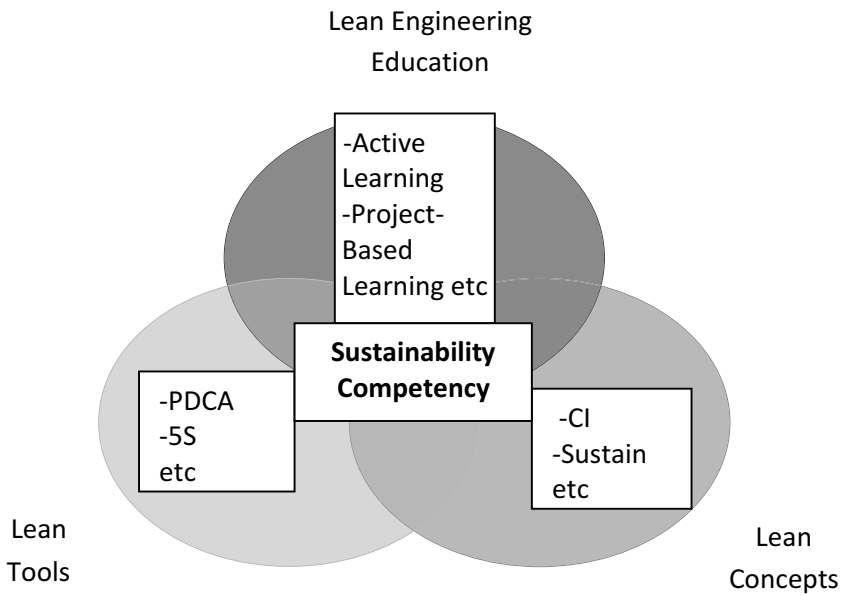 Lean Engineering
Education
-Active
Learning
-Project-
Based
Learning etc
Sustainability
Competency
-PDCA
-5S
etc
-CI
-Sustain
etc
Lean
Tools
Lean
Concepts